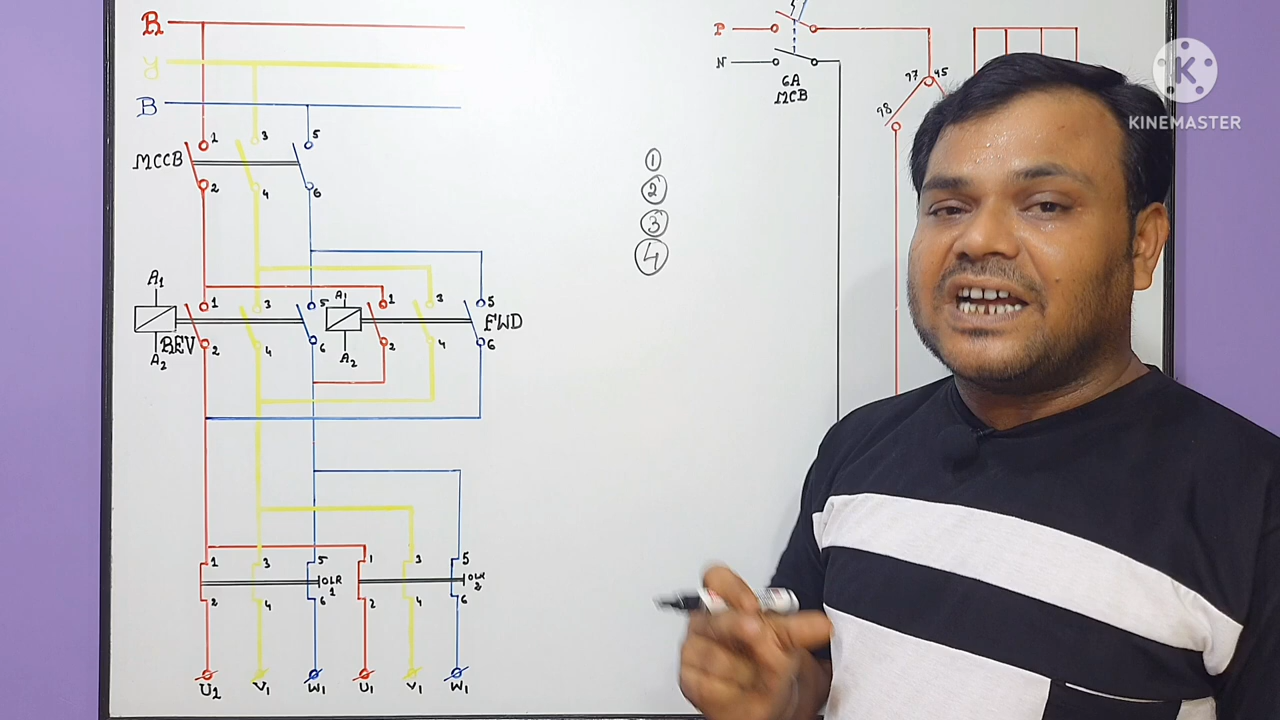 R
Y
B
MCCB
1 3 5
2 4 6
A1
REV
A2
1 3 5
2 4 6
A1
A2
1 3 5
2 4 6
FWD
1 3 5
2 4 6
OLR
1
1 3 5
2 4 6
OLR
2
U2 V1 W1 U1 V1 W1
1
2
3
4
P
N
6A
MCB
97 95
98
K
KINEMASTER